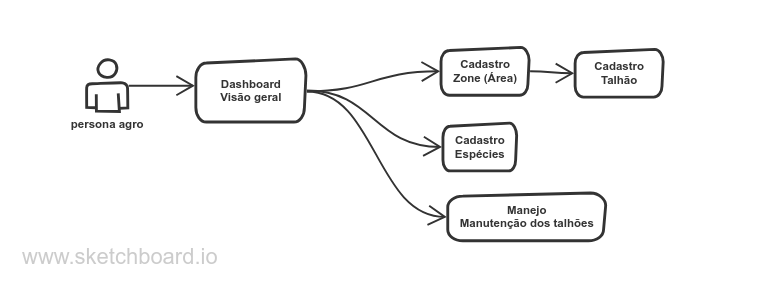 persona agro
Dashboard
Visão geral
Cadastro
Zone (Área)
Cadastro
Talhão
Cadastro
Espécies
Manejo
Manutenção dos talhões
www.sketchboard.io